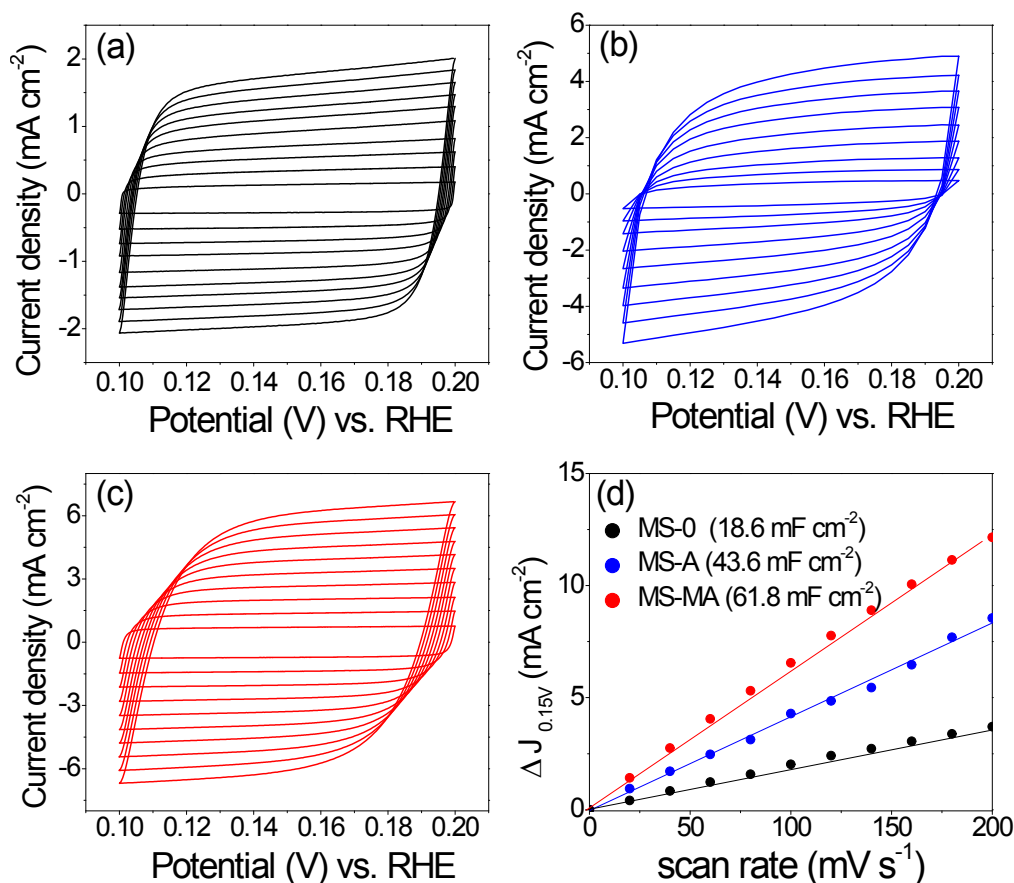 (a)
2
1
0
-1
-2
0.10 0.12 0.14 0.16 0.18 0.20
Current density (mA cm⁻²)
Potential (V) vs. RHE
(b)
6
4
2
0
-2
-4
-6
0.10 0.12 0.14 0.16 0.18 0.20
Current density (mA cm⁻²)
Potential (V) vs. RHE
(c)
6
3
0
-3
-6
0.10 0.12 0.14 0.16 0.18 0.20
Current density (mA cm⁻²)
Potential (V) vs. RHE
(d)
MS-0 (18.6 mF cm⁻²)
MS-A (43.6 mF cm⁻²)
MS-MA (61.8 mF cm⁻²)
15
10
5
0
0 50 100 150 200
Δ J 0.15V (mA cm⁻²)
scan rate (mV s⁻¹)